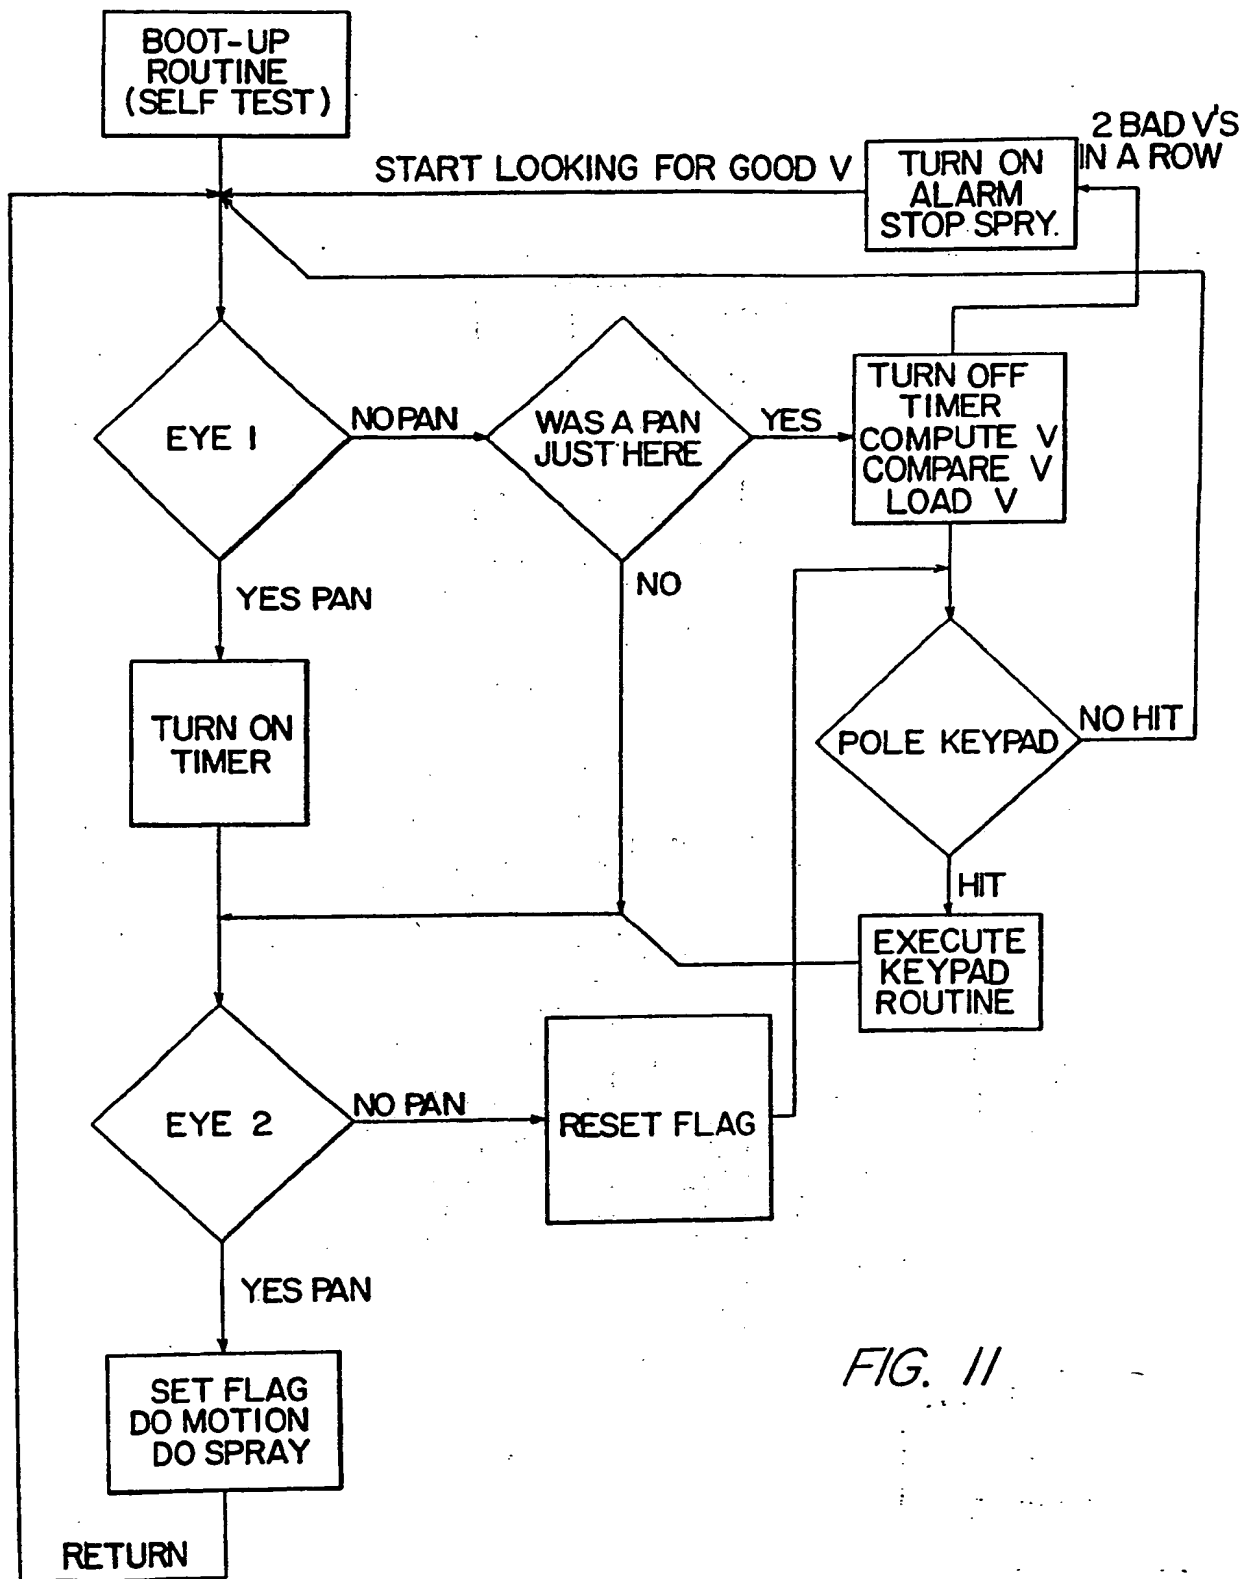 BOOT-UP
ROUTINE
(SELF TEST)
2 BAD V'S
IN A ROW
START LOOKING FOR GOOD V
TURN ON
ALARM
STOP SPRY.
EYE 1
NO PAN
WAS A PAN
JUST HERE
YES
TURN OFF
TIMER
COMPUTE V
COMPARE V
LOAD V
YES PAN
NO
TURN ON
TIMER
POLE KEYPAD
NO HIT
HIT
EXECUTE
KEYPAD
ROUTINE
EYE 2
NO PAN
RESET FLAG
YES PAN
SET FLAG
DO MOTION
DO SPRAY
RETURN
FIG. 11